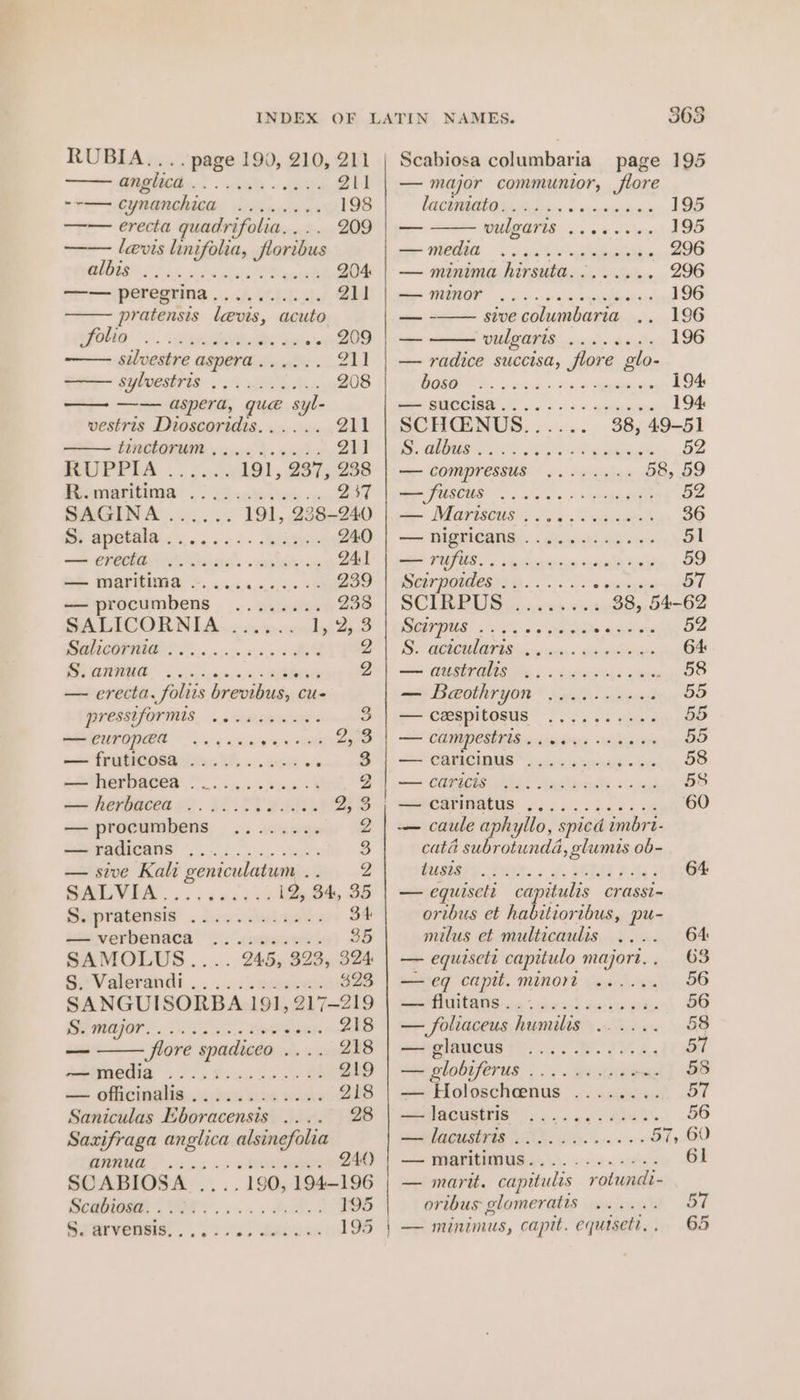 INDEX OF LATIN NAMES. 363
RUBIA.... page 190, 210, 211
—— anglica ............ 211
—— cynanchica ........ 198
—— erecta quadrifolia.... 209
—— lævis linifolia, floribus
albis ................ 204
—— peregrina........... 211
—— pratensis lævis, acuto
folio ................ 209
—— silvestre aspera...... 211
—— sylvestris .......... 208
—— —— aspera, quæ syl-
vestris Dioscoridis...... 211
—— tinctorum .......... 211
RUPPIA ...... 191, 237, 238
R. maritima ............ 237
SAGINA ...... 191, 238–240
S. apetala .............. 240
— erecta .............. 241
— maritima ............ 239
— procumbens ......... 238
SALICORNIA ...... 1, 2, 3
Salicornia .............. 2
S. annua .............. 2
— erecta. foliis brevibus, cu-
pressiformis .......... 3
— europæa ............ 2, 3
— fruticosa ............ 3
— herbacea ............ 2
— herbacea ............ 2, 3
— procumbens ......... 2
— radicans ............ 3
— sive Kali geniculatum .. 2
SALVIA.......... 12, 34, 35
S. pratensis ............ 34
— verbenaca .......... 35
SAMOLUS.... 245, 323, 324
S. Valerandi ............ 323
SANGUISORBA 191, 217–219
S. major................ 218
— —— flore spadiceo .... 218
— media .............. 219
— officinalis ............ 218
Saniculas Eboracensis .... 28
Saxifraga anglica alsinefolia
annua ................ 240
SCABIOSA .... 190, 194–196
Scabiosa................ 195
S. arvensis.............. 195
Scabiosa columbaria page 195
— major communior, flore
laciniato.............. 195
— —— vulgaris ........ 195
— media .............. 296
— minima hirsuta........ 296
— minor .............. 196
— —— sive columbaria .. 196
— —— vulgaris ........ 196
— radice succisa, flore glo-
boso ................ 194
— succisa.............. 194
SCHŒNUS...... 38, 49–51
S. albus ................ 52
— compressus ........ 58, 59
— fuscus .............. 52
— Mariscus ............ 36
— nigricans ............ 51
— rufus................ 59
Scirpoides .............. 57
SCIRPUS ........ 38, 54–62
Scirpus ................ 52
S. acicularis ............ 64
— australis ............ 58
— Bæothryon .......... 55
— cæspitosus .......... 55
— campestris............ 55
— caricinus ............ 58
— caricis .............. 58
— carinatus ............ 60
— caule aphyllo, spicá imbri-
catá subrotundá, glumis ob-
tusis ................ 64
— equiseti capitulis crassi-
oribus et habitioribus, pu-
milus et multicaulis .... 64
— equiseti capitulo majori.. 63
— eq capit. minori ...... 56
— fluitans .............. 56
— foliaceus humilis ...... 58
— glaucus ............ 57
— globiferus ............ 58
— Holoschœnus ........ 57
— lacustris ............ 56
— lacustris ............ 57, 60
— maritimus............ 61
— marit. capitulis rotundi-
oribus glomeratis ...... 57
— minimus, capit. equiseti.. 65